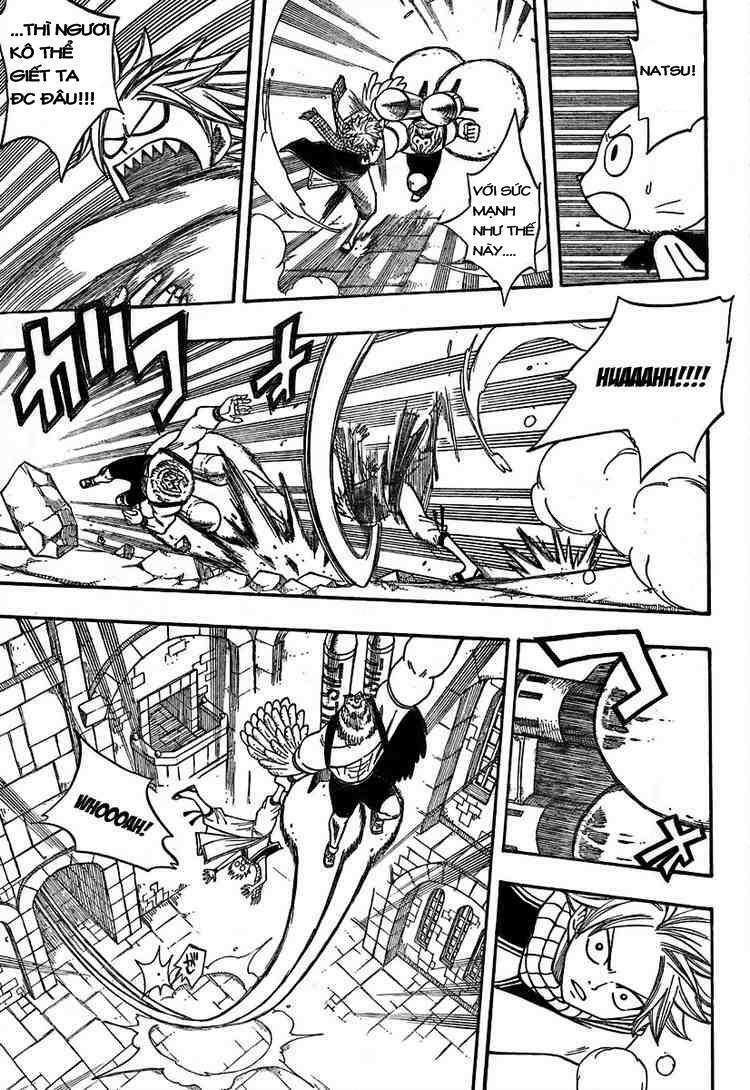 NATSU!
VỚI SỨC
MẠNH
NHƯ THẾ
NÀY....
...THÌ NGƯƠI
KÔ THỂ
GIẾT TA
ĐC ĐÂU!!!
HUAAAHH!!!!
WHOOOAH!